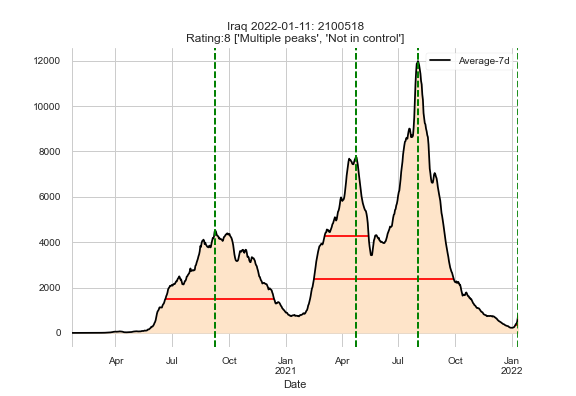 Iraq 2022-01-11: 2100518
Rating:8 ['Multiple peaks', 'Not in control']
Average-7d
12000
10000
8000
6000
4000
2000
0
Apr Jul Oct Jan Apr Jul Oct Jan
2021 2022
Date